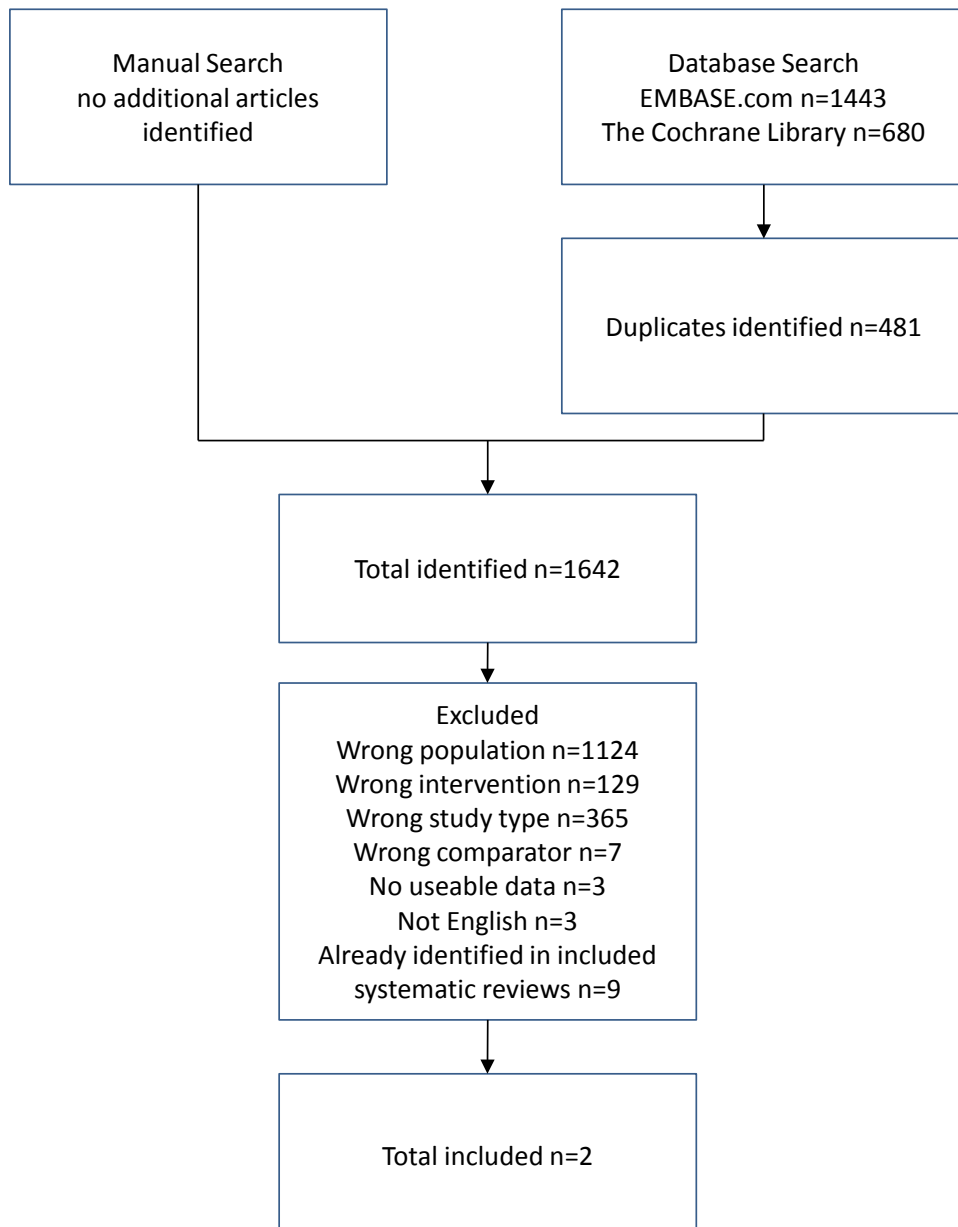 Manual Search
no additional articles
identified
Database Search
EMBASE.com n=1443
The Cochrane Library n=680
Duplicates identified n=481
Total identified n=1642
Excluded
Wrong population n=1124
Wrong intervention n=129
Wrong study type n=365
Wrong comparator n=7
No useable data n=3
Not English n=3
Already identified in included
systematic reviews n=9
Total included n=2